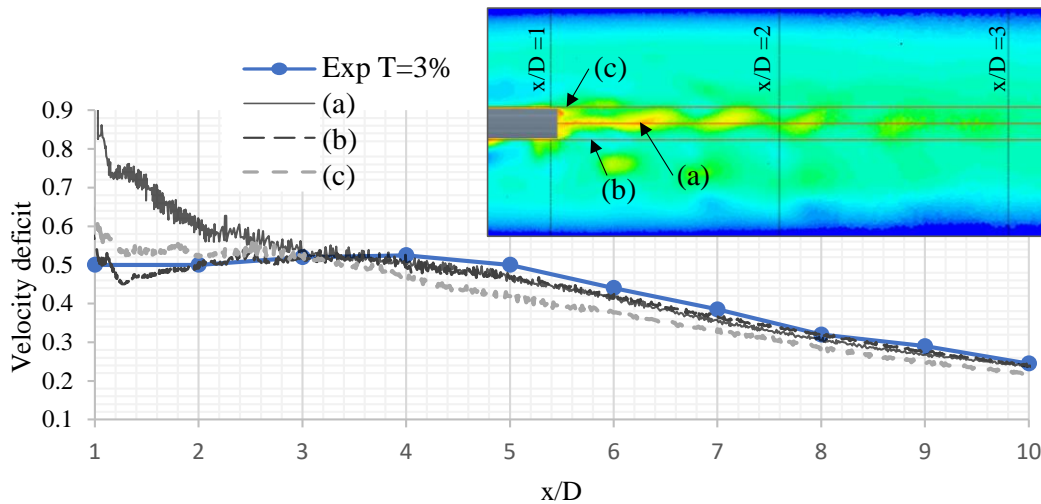 Exp T=3%
(a)
(b)
(c)
x/D =1
x/D =2
x/D =3
(c)
(b)
(a)
Velocity deficit
0.9
0.8
0.7
0.6
0.5
0.4
0.3
0.2
0.1
1 2 3 4 5 6 7 8 9 10
x/D